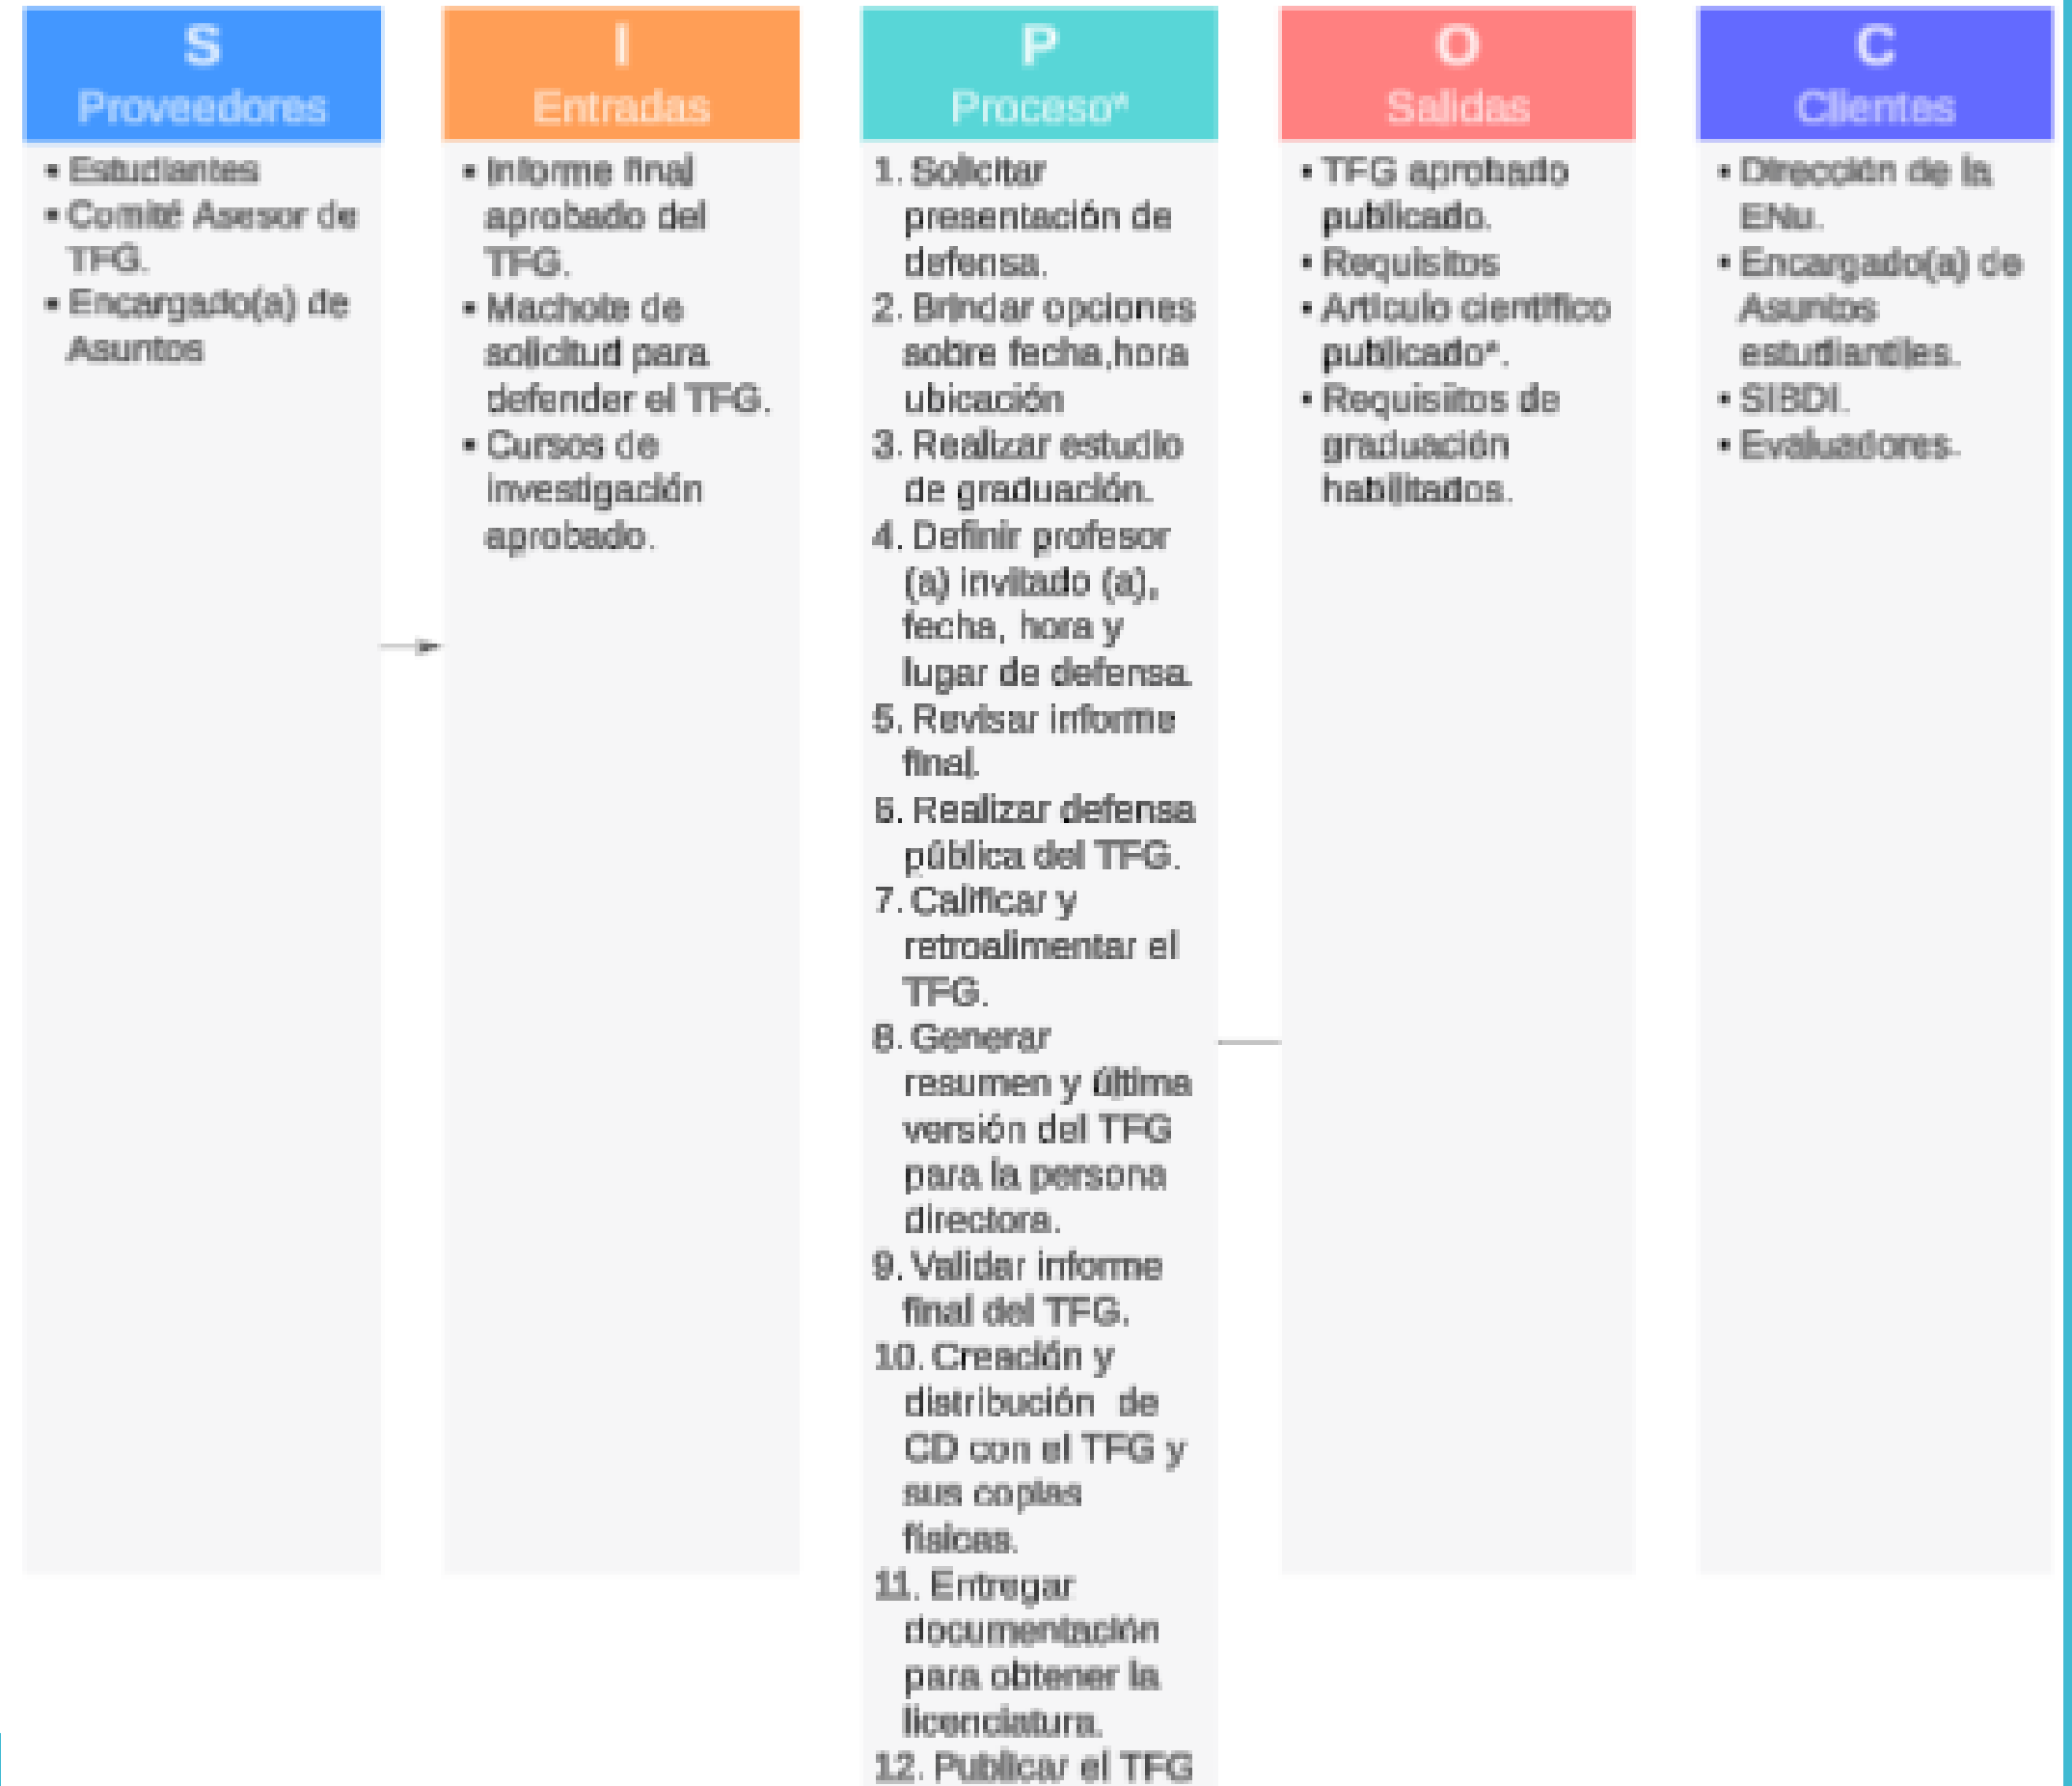 S
Proveedores
• Estudiantes
• Comité Asesor de
TFG.
• Encargado(a) de
Asuntos
I
Entradas
• Informe final
aprobado del
TFG.
• Machote de
solicitud para
defender el TFG.
• Cursos de
investigación
aprobado.
P
Proceso*
1. Solicitar
presentación de
defensa.
2. Brindar opciones
sobre fecha,hora
ubicación
3. Realizar estudio
de graduación.
4. Definir profesor
(a) invitado (a),
fecha, hora y
lugar de defensa.
5. Revisar informe
final.
6. Realizar defensa
pública del TFG.
7. Calificar y
retroalimentar el
TFG.
8. Generar
resumen y última
versión del TFG
para la persona
directora.
9. Validar informe
final del TFG.
10. Creación y
distribución de
CD con el TFG y
sus copias
físicas.
11. Entregar
documentación
para obtener la
licenciatura.
12. Publicar el TFG
O
Salidas
• TFG aprobado
publicado.
• Requisitos
• Artículo científico
publicado*.
• Requisiitos de
graduación
habilitados.
C
Clientes
• Dirección de la
ENu.
• Encargado(a) de
Asuntos
estudiantiles.
• SIBDI.
• Evaluadores.